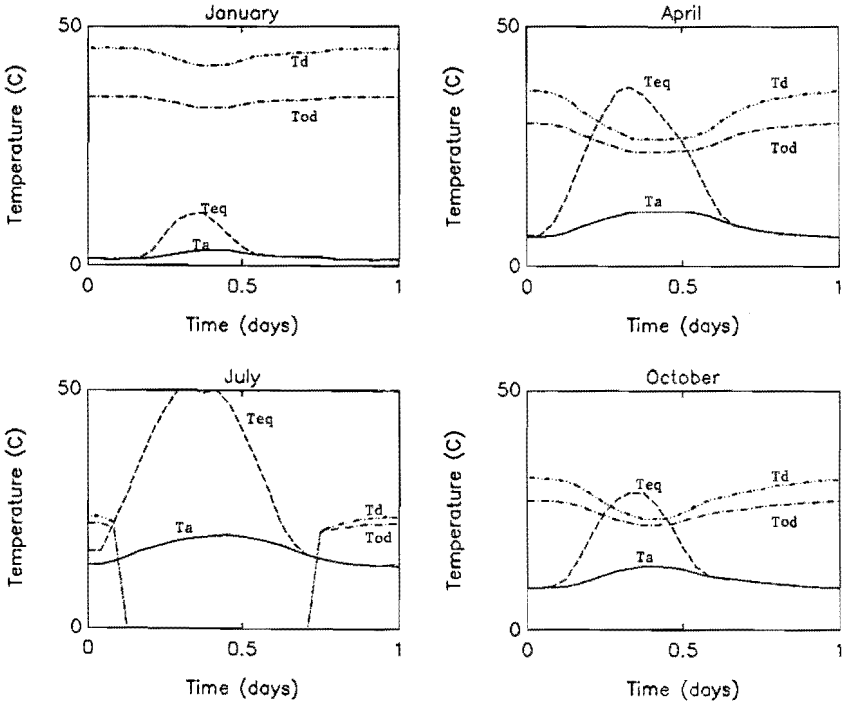 January
50
0
Temperature (C)
Td
Tod
Teq
Ta
0
0.5
1
Time (days)
April
50
0
Temperature (C)
Teq
Td
Tod
Ta
0
0.5
1
Time (days)
July
50
0
Temperature (C)
Teq
Ta
Td
Tod
0
0.5
1
Time (days)
October
50
0
Temperature (C)
Teq
Td
Tod
Ta
0
0.5
1
Time (days)